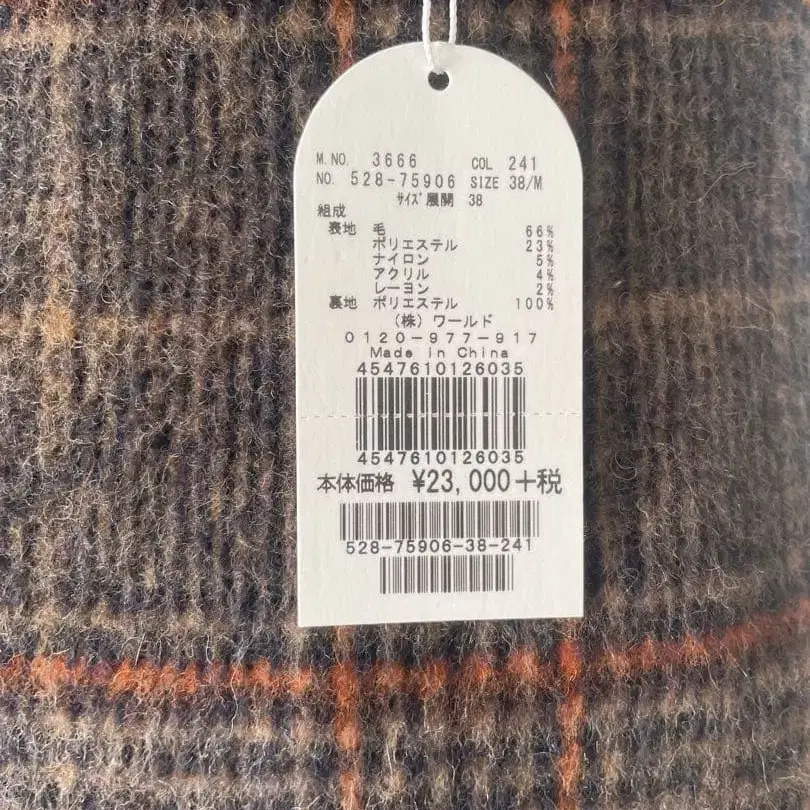 M.NO. 3666 COL 241
NO. 528-75906 SIZE 38/M
ｻｲｽﾞ展開 38
組成
表地 毛 66%
ポリエステル 23%
ナイロン 5%
アクリル 4%
レーヨン 2%
裏地 ポリエステル 100%
(株) ワールド
0120-977-917
Made in China
4547610126035
4547610126035
本体価格 ¥23,000+税
528-75906-38-241